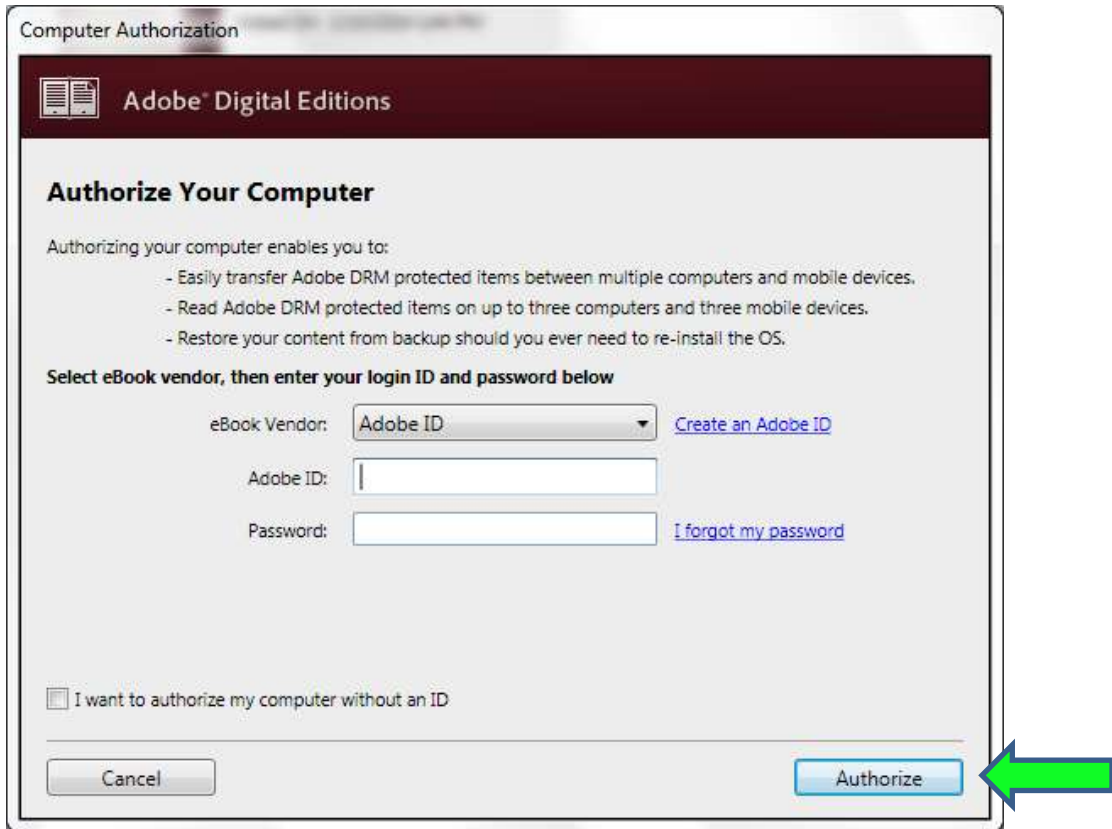 Computer Authorization
Adobe® Digital Editions
Authorize Your Computer
Authorizing your computer enables you to:
- Easily transfer Adobe DRM protected items between multiple computers and mobile devices.
- Read Adobe DRM protected items on up to three computers and three mobile devices.
- Restore your content from backup should you ever need to re-install the OS.
Select eBook vendor, then enter your login ID and password below
eBook Vendor: Adobe ID Create an Adobe ID
Adobe ID:
Password: I forgot my password
I want to authorize my computer without an ID
Cancel Authorize